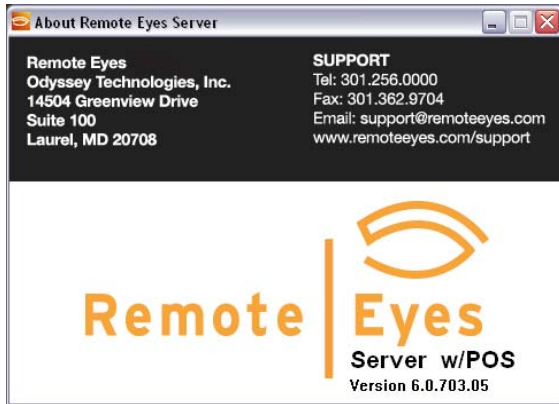 About Remote Eyes Server
Remote Eyes
Odyssey Technologies, Inc.
14504 Greenview Drive
Suite 100
Laurel, MD 20708
SUPPORT
Tel: 301.256.0000
Fax: 301.362.9704
Email: support@remoteeyes.com
www.remoteeyes.com/support
Remote Eyes
Server w/POS
Version 6.0.703.05